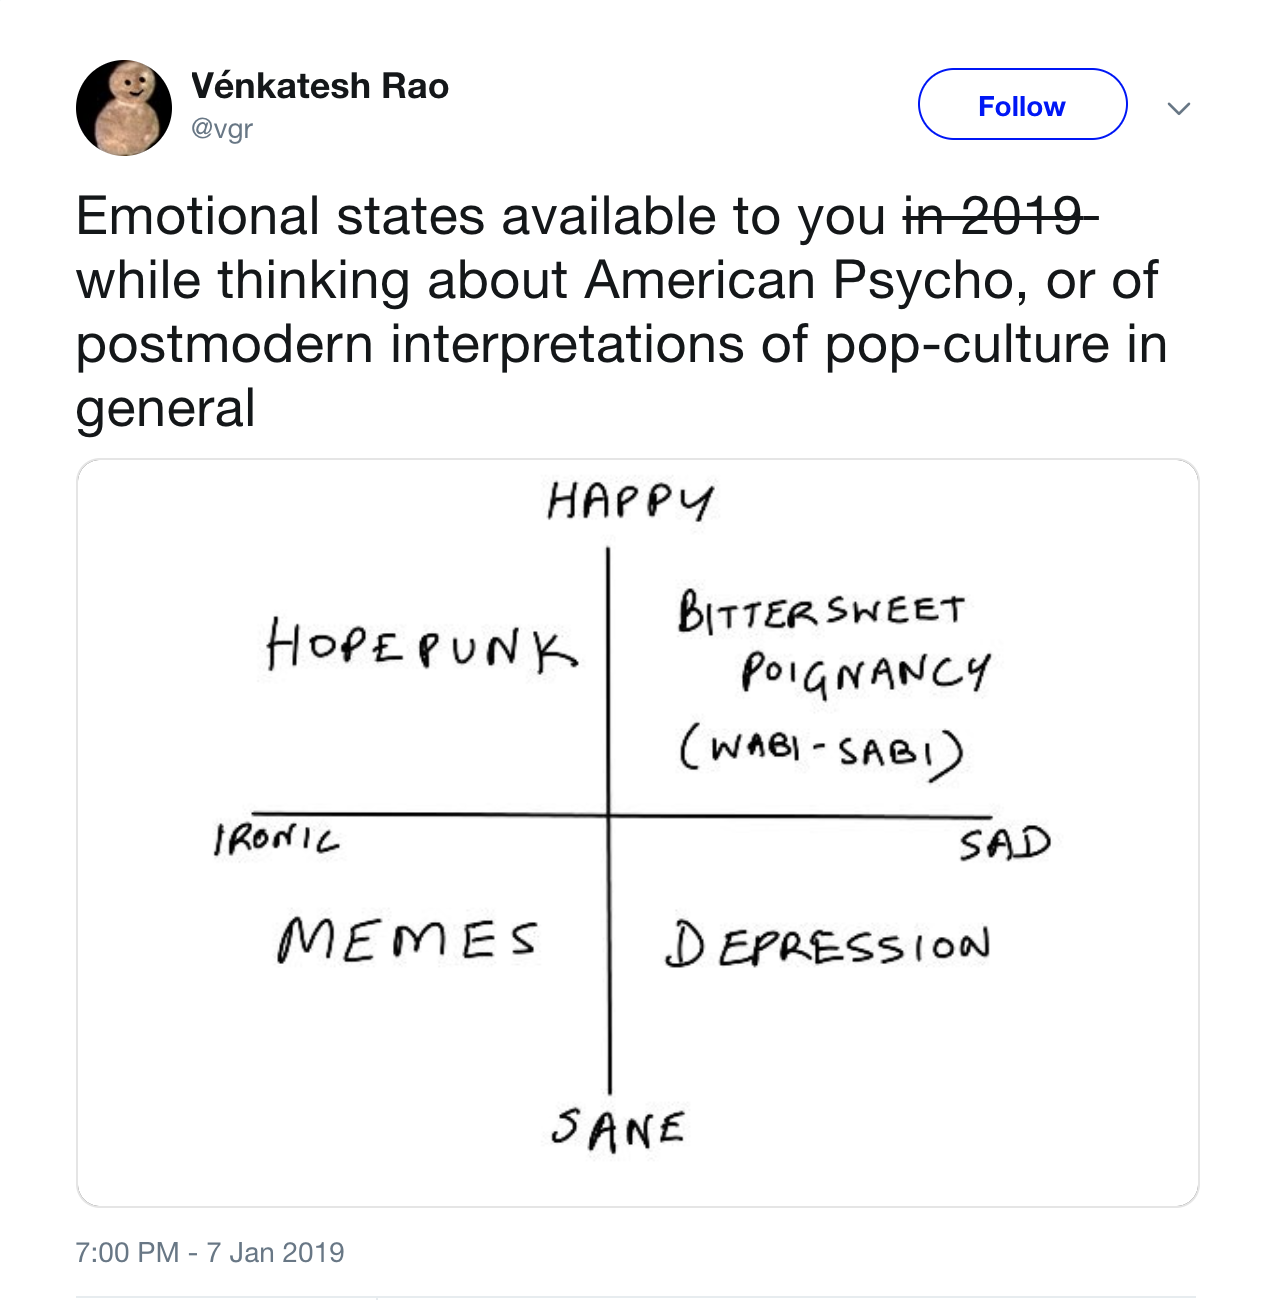 Vénkatesh Rao
@vgr
Follow
Emotional states available to you in 2019
while thinking about American Psycho, or of
postmodern interpretations of pop-culture in
general
HAPPY
HOPEPUNK
BITTERSWEET
POIGNANCY
(WABI-SABI)
IRONIC
SAD
MEMES
DEPRESSION
SANE
7:00 PM - 7 Jan 2019